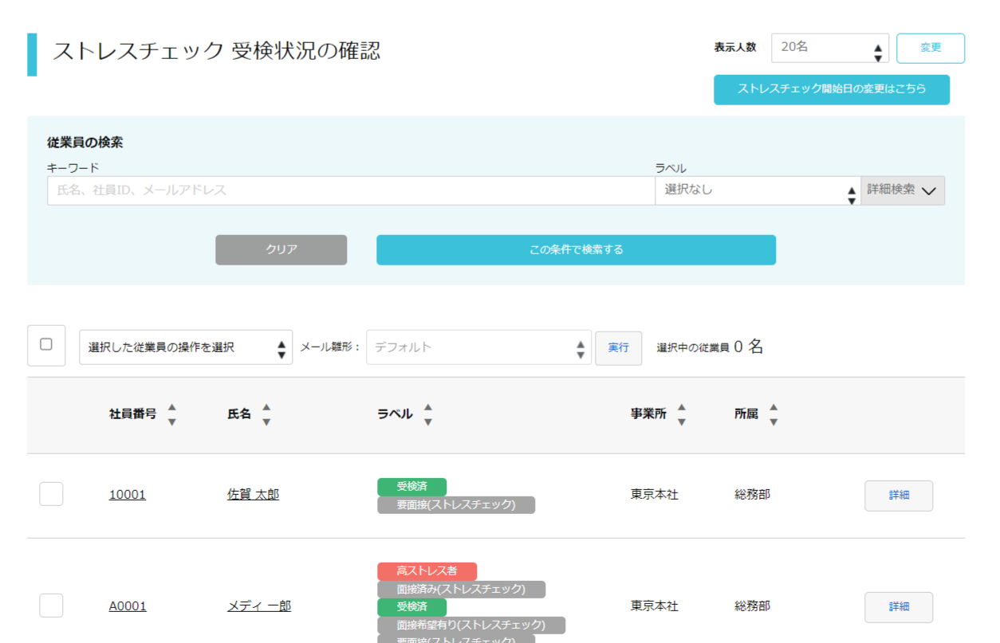 ストレスチェック 受検状況の確認
表示人数 20名 変更
ストレスチェック開始日の変更はこちら
従業員の検索
キーワード ラベル
氏名、社員ID、メールアドレス 選択なし 詳細検索
クリア この条件で検索する
選択した従業員の操作を選択 メール雛形： デフォルト 実行 選択中の従業員 0 名
社員番号 氏名 ラベル 事業所 所属
受検済
10001 佐賀 太郎 要面接(ストレスチェック) 東京本社 総務部 詳細
高ストレス者
面接済み(ストレスチェック)
A0001 メディ 一郎 受検済 東京本社 総務部 詳細
面接希望有り(ストレスチェック)
要面接(ストレスチェック)